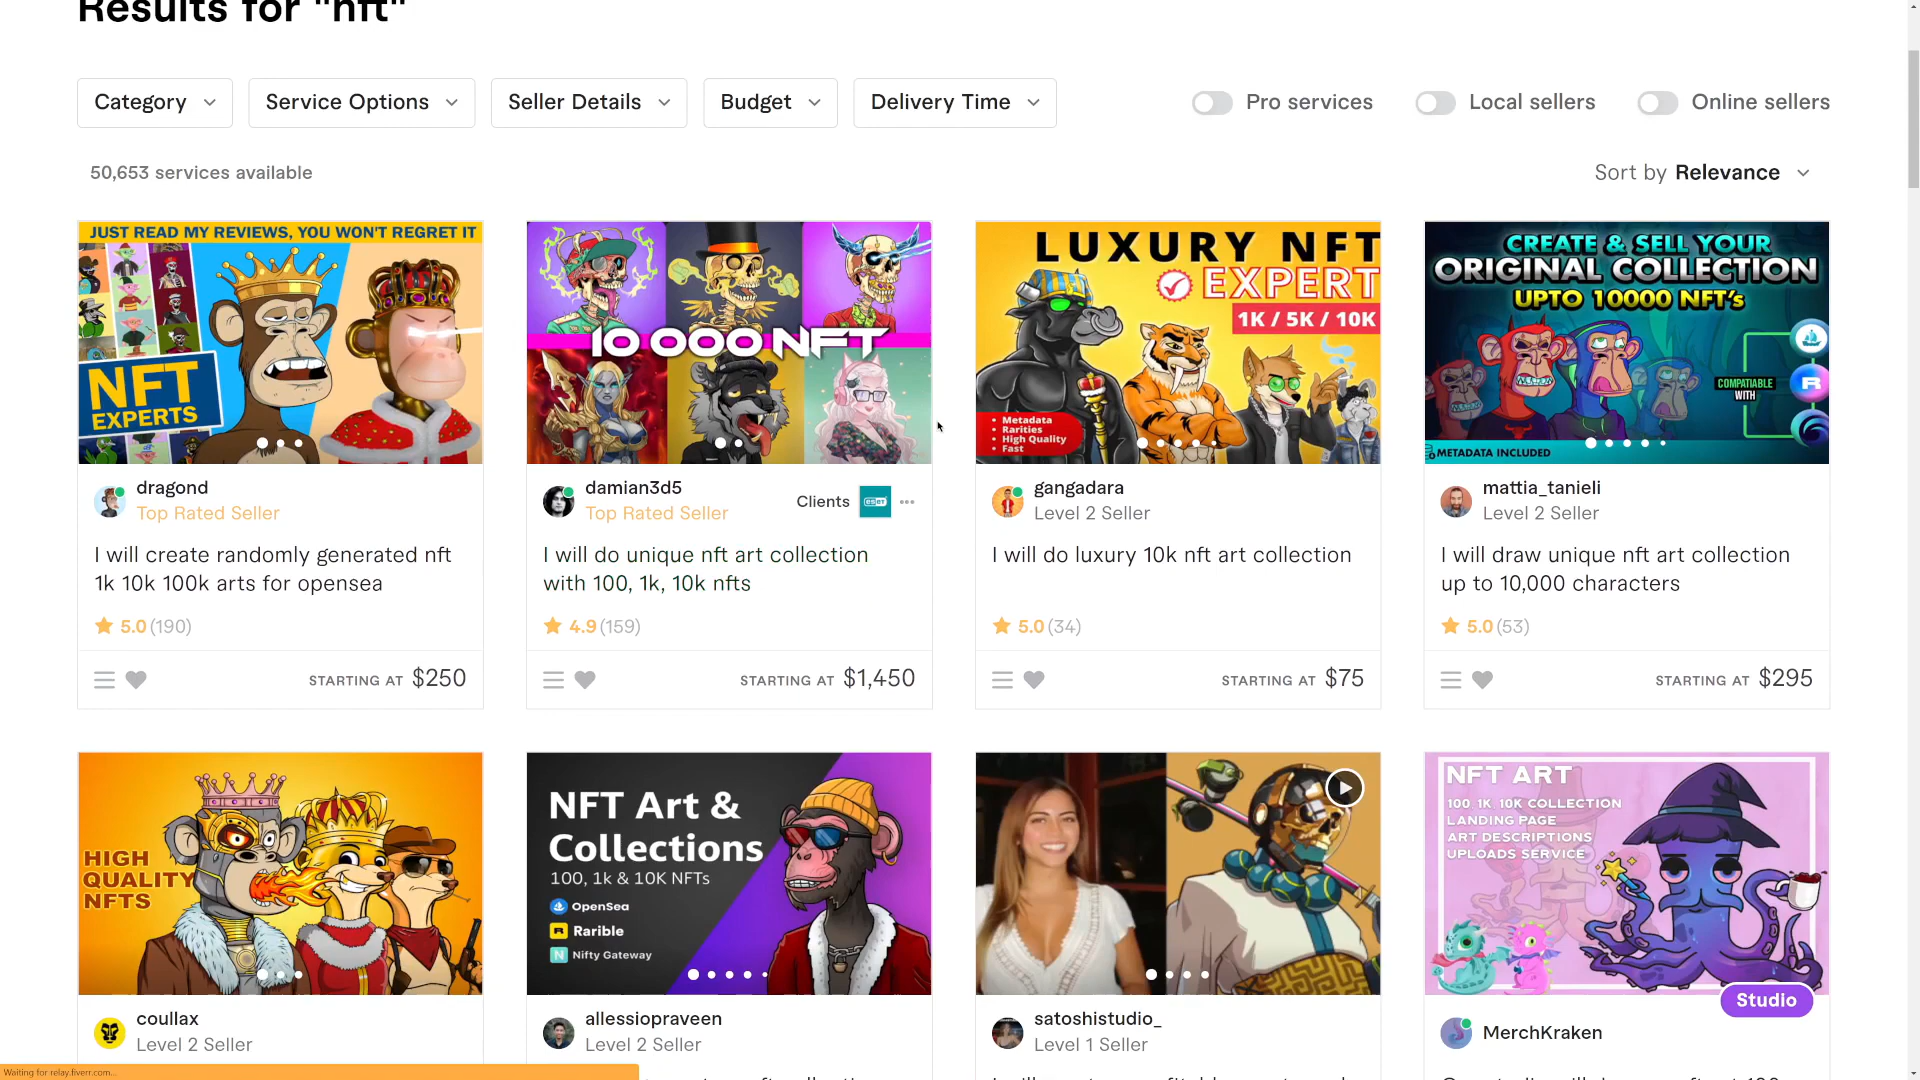 Results for "nft"
Category
Service Options
Seller Details
Budget
Delivery Time
Pro services
Local sellers
Online sellers
50,653 services available
Sort by Relevance
JUST READ MY REVIEWS, YOU WON'T REGRET IT
NFT
EXPERTS
10 000 NFT
LUXURY NFT
EXPERT
1K / 5K / 10K
• Metadata
• Rarities
• High Quality
• Fast
CREATE & SELL YOUR
ORIGINAL COLLECTION
UPTO 10000 NFT's
COMPATIABLE
WITH
METADATA INCLUDED
dragond
Top Rated Seller
damian3d5
Top Rated Seller
Clients
eset
gangadara
Level 2 Seller
mattia_tanieli
Level 2 Seller
I will create randomly generated nft
1k 10k 100k arts for opensea
I will do unique nft art collection
with 100, 1k, 10k nfts
I will do luxury 10k nft art collection
I will draw unique nft art collection
up to 10,000 characters
5.0 (190)
4.9 (159)
5.0 (34)
5.0 (53)
STARTING AT $250
STARTING AT $1,450
STARTING AT $75
STARTING AT $295
HIGH
QUALITY
NFTS
NFT Art &
Collections
100, 1k & 10K NFTs
OpenSea
Rarible
Nifty Gateway
NFT ART
100, 1K, 10K COLLECTION
LANDING PAGE
ART DESCRIPTIONS
UPLOADS SERVICE
Studio
coullax
Level 2 Seller
allessiopraveen
Level 2 Seller
satoshistudio_
Level 1 Seller
MerchKraken
Waiting for relay.fiverr.com...